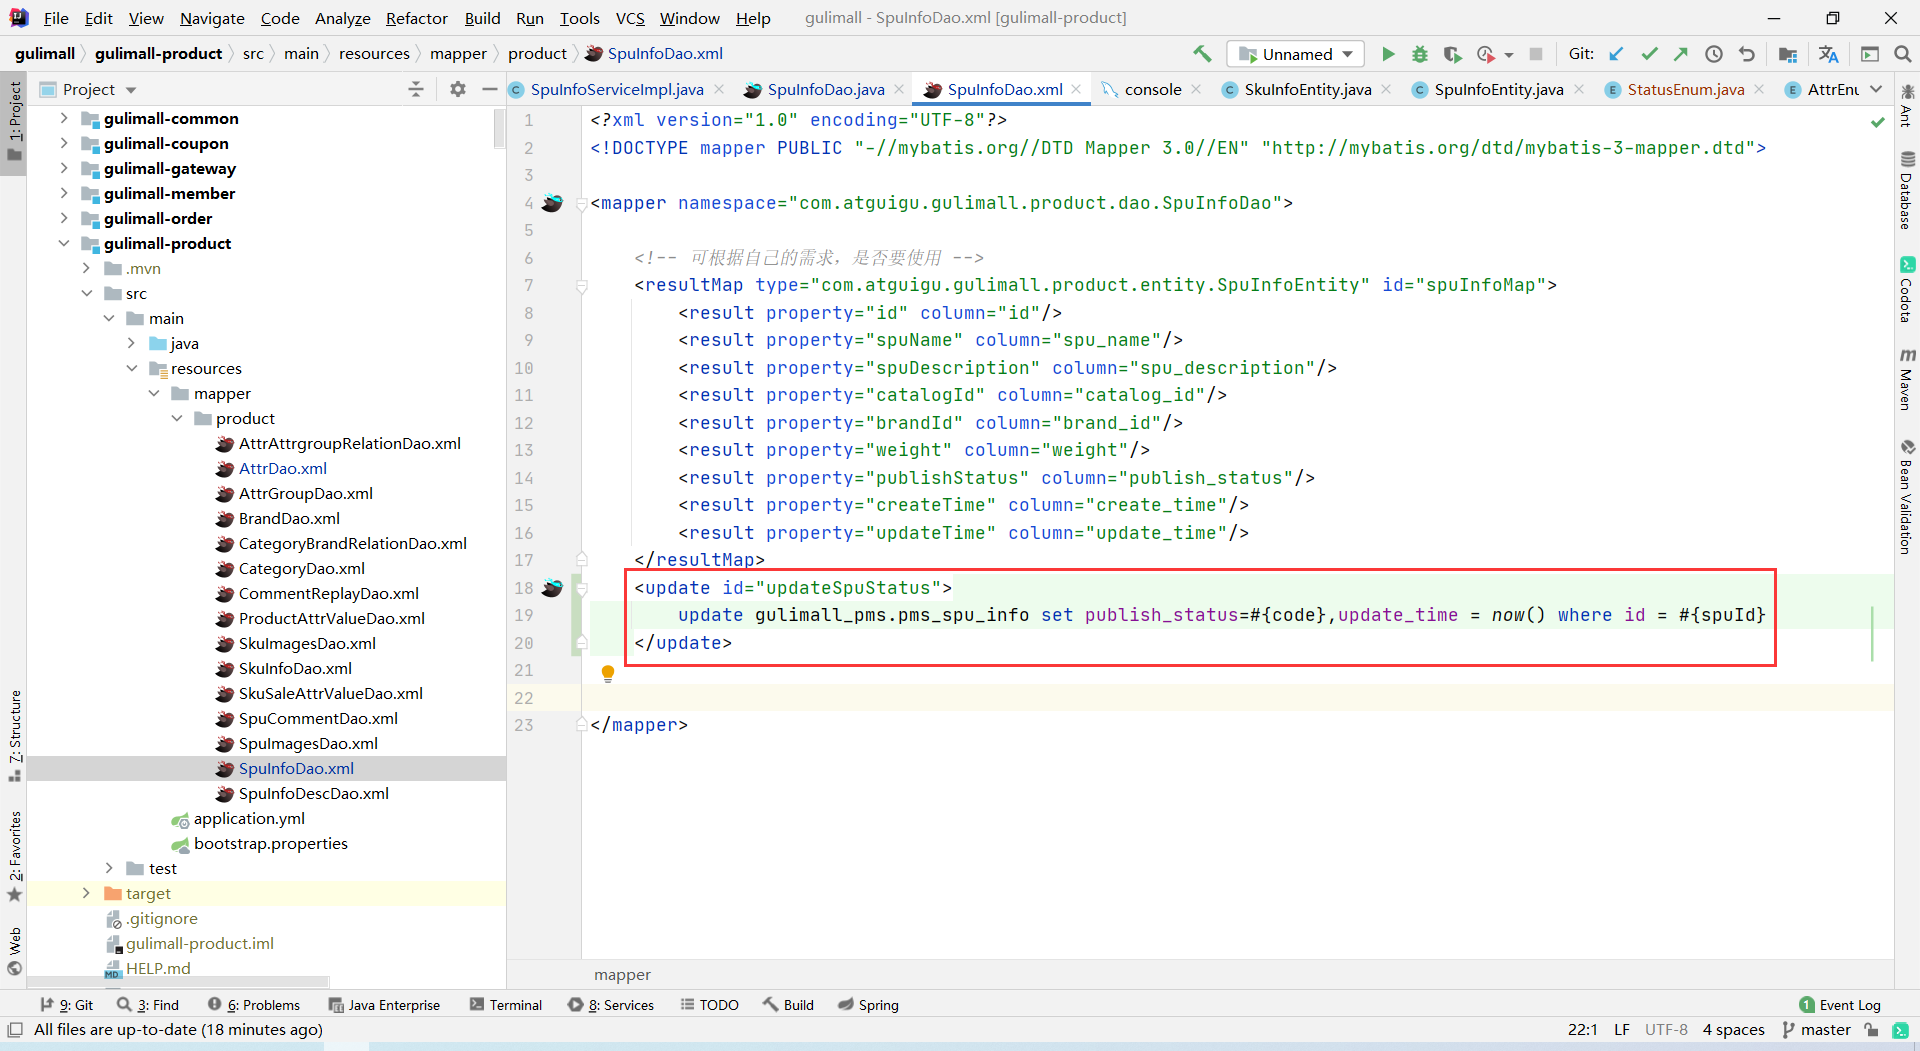 File Edit View Navigate Code Analyze Refactor Build Run Tools VCS Window Help gulimall - SpuInfoDao.xml [gulimall-product]
gulimall gulimall-product src main resources mapper product SpuInfoDao.xml Unnamed Git:
Project SpuInfoServiceImpl.java SpuInfoDao.java SpuInfoDao.xml console SkuInfoEntity.java SpuInfoEntity.java StatusEnum.java AttrEnu
1: Project
7: Structure
2: Favorites
Web
gulimall-common
gulimall-coupon
gulimall-gateway
gulimall-member
gulimall-order
gulimall-product
.mvn
src
main
java
resources
mapper
product
AttrAttrgroupRelationDao.xml
AttrDao.xml
AttrGroupDao.xml
BrandDao.xml
CategoryBrandRelationDao.xml
CategoryDao.xml
CommentReplayDao.xml
ProductAttrValueDao.xml
SkuImagesDao.xml
SkuInfoDao.xml
SkuSaleAttrValueDao.xml
SpuCommentDao.xml
SpuImagesDao.xml
SpuInfoDao.xml
SpuInfoDescDao.xml
application.yml
bootstrap.properties
test
target
.gitignore
gulimall-product.iml
HELP.md
1 <?xml version="1.0" encoding="UTF-8"?>
2 <!DOCTYPE mapper PUBLIC "-//mybatis.org//DTD Mapper 3.0//EN" "http://mybatis.org/dtd/mybatis-3-mapper.dtd">
3
4 <mapper namespace="com.atguigu.gulimall.product.dao.SpuInfoDao">
5
6 <!-- 可根据自己的需求，是否要使用 -->
7 <resultMap type="com.atguigu.gulimall.product.entity.SpuInfoEntity" id="spuInfoMap">
8 <result property="id" column="id"/>
9 <result property="spuName" column="spu_name"/>
10 <result property="spuDescription" column="spu_description"/>
11 <result property="catalogId" column="catalog_id"/>
12 <result property="brandId" column="brand_id"/>
13 <result property="weight" column="weight"/>
14 <result property="publishStatus" column="publish_status"/>
15 <result property="createTime" column="create_time"/>
16 <result property="updateTime" column="update_time"/>
17 </resultMap>
18 <update id="updateSpuStatus">
19 update gulimall_pms.pms_spu_info set publish_status=#{code},update_time = now() where id = #{spuId}
20 </update>
21
22
23 </mapper>
mapper
Ant
Database
Codota
Maven
Bean Validation
9: Git 3: Find 6: Problems Java Enterprise Terminal 8: Services TODO Build Spring 1 Event Log
All files are up-to-date (18 minutes ago) 22:1 LF UTF-8 4 spaces master